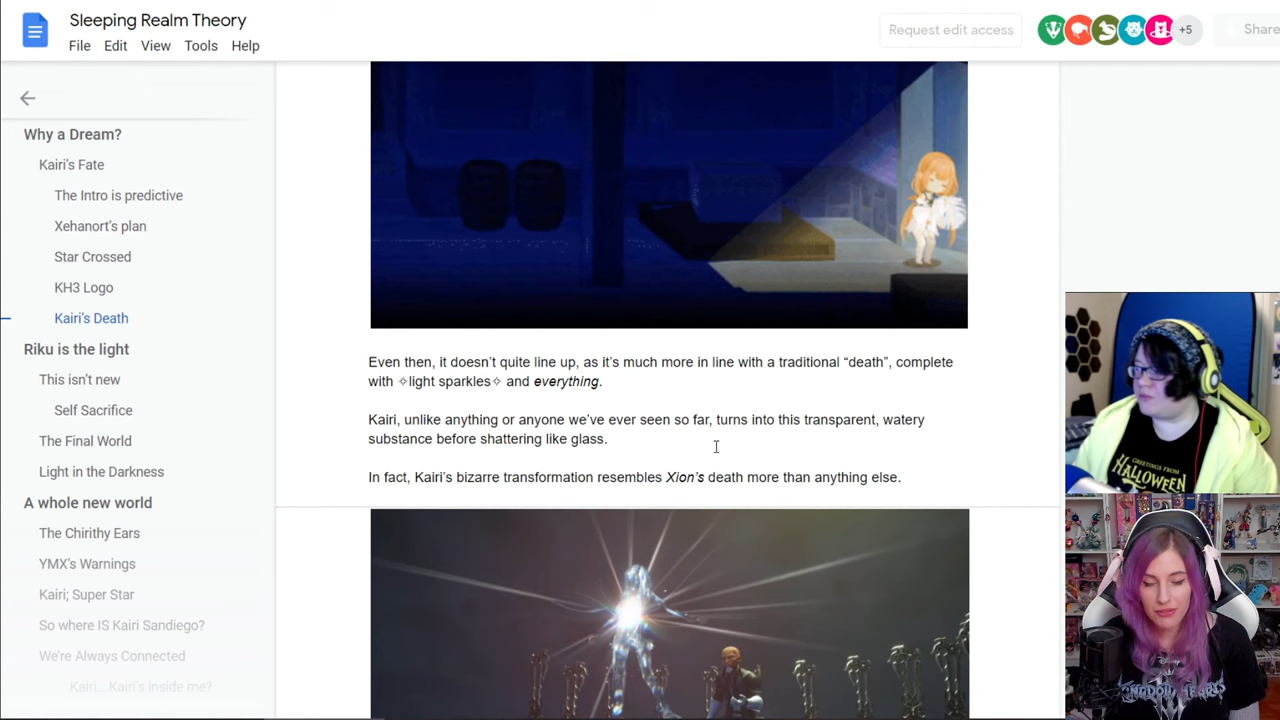 Sleeping Realm Theory
File Edit View Tools Help
Request edit access
+5
Share
Why a Dream?
Kairi's Fate
The Intro is predictive
Xehanort's plan
Star Crossed
KH3 Logo
Kairi's Death
Riku is the light
This isn't new
Self Sacrifice
The Final World
Light in the Darkness
A whole new world
The Chirithy Ears
YMX's Warnings
Kairi; Super Star
So where IS Kairi Sandiego?
We're Always Connected
Kairi... Kairi's inside me?
Even then, it doesn't quite line up, as it's much more in line with a traditional “death”, complete
with ✧light sparkles✧ and everything.
Kairi, unlike anything or anyone we've ever seen so far, turns into this transparent, watery
substance before shattering like glass.
In fact, Kairi's bizarre transformation resembles Xion's death more than anything else.
GREETINGS FROM
HALLOWEEN
TOWN
Disney
KINGDOM HEARTS